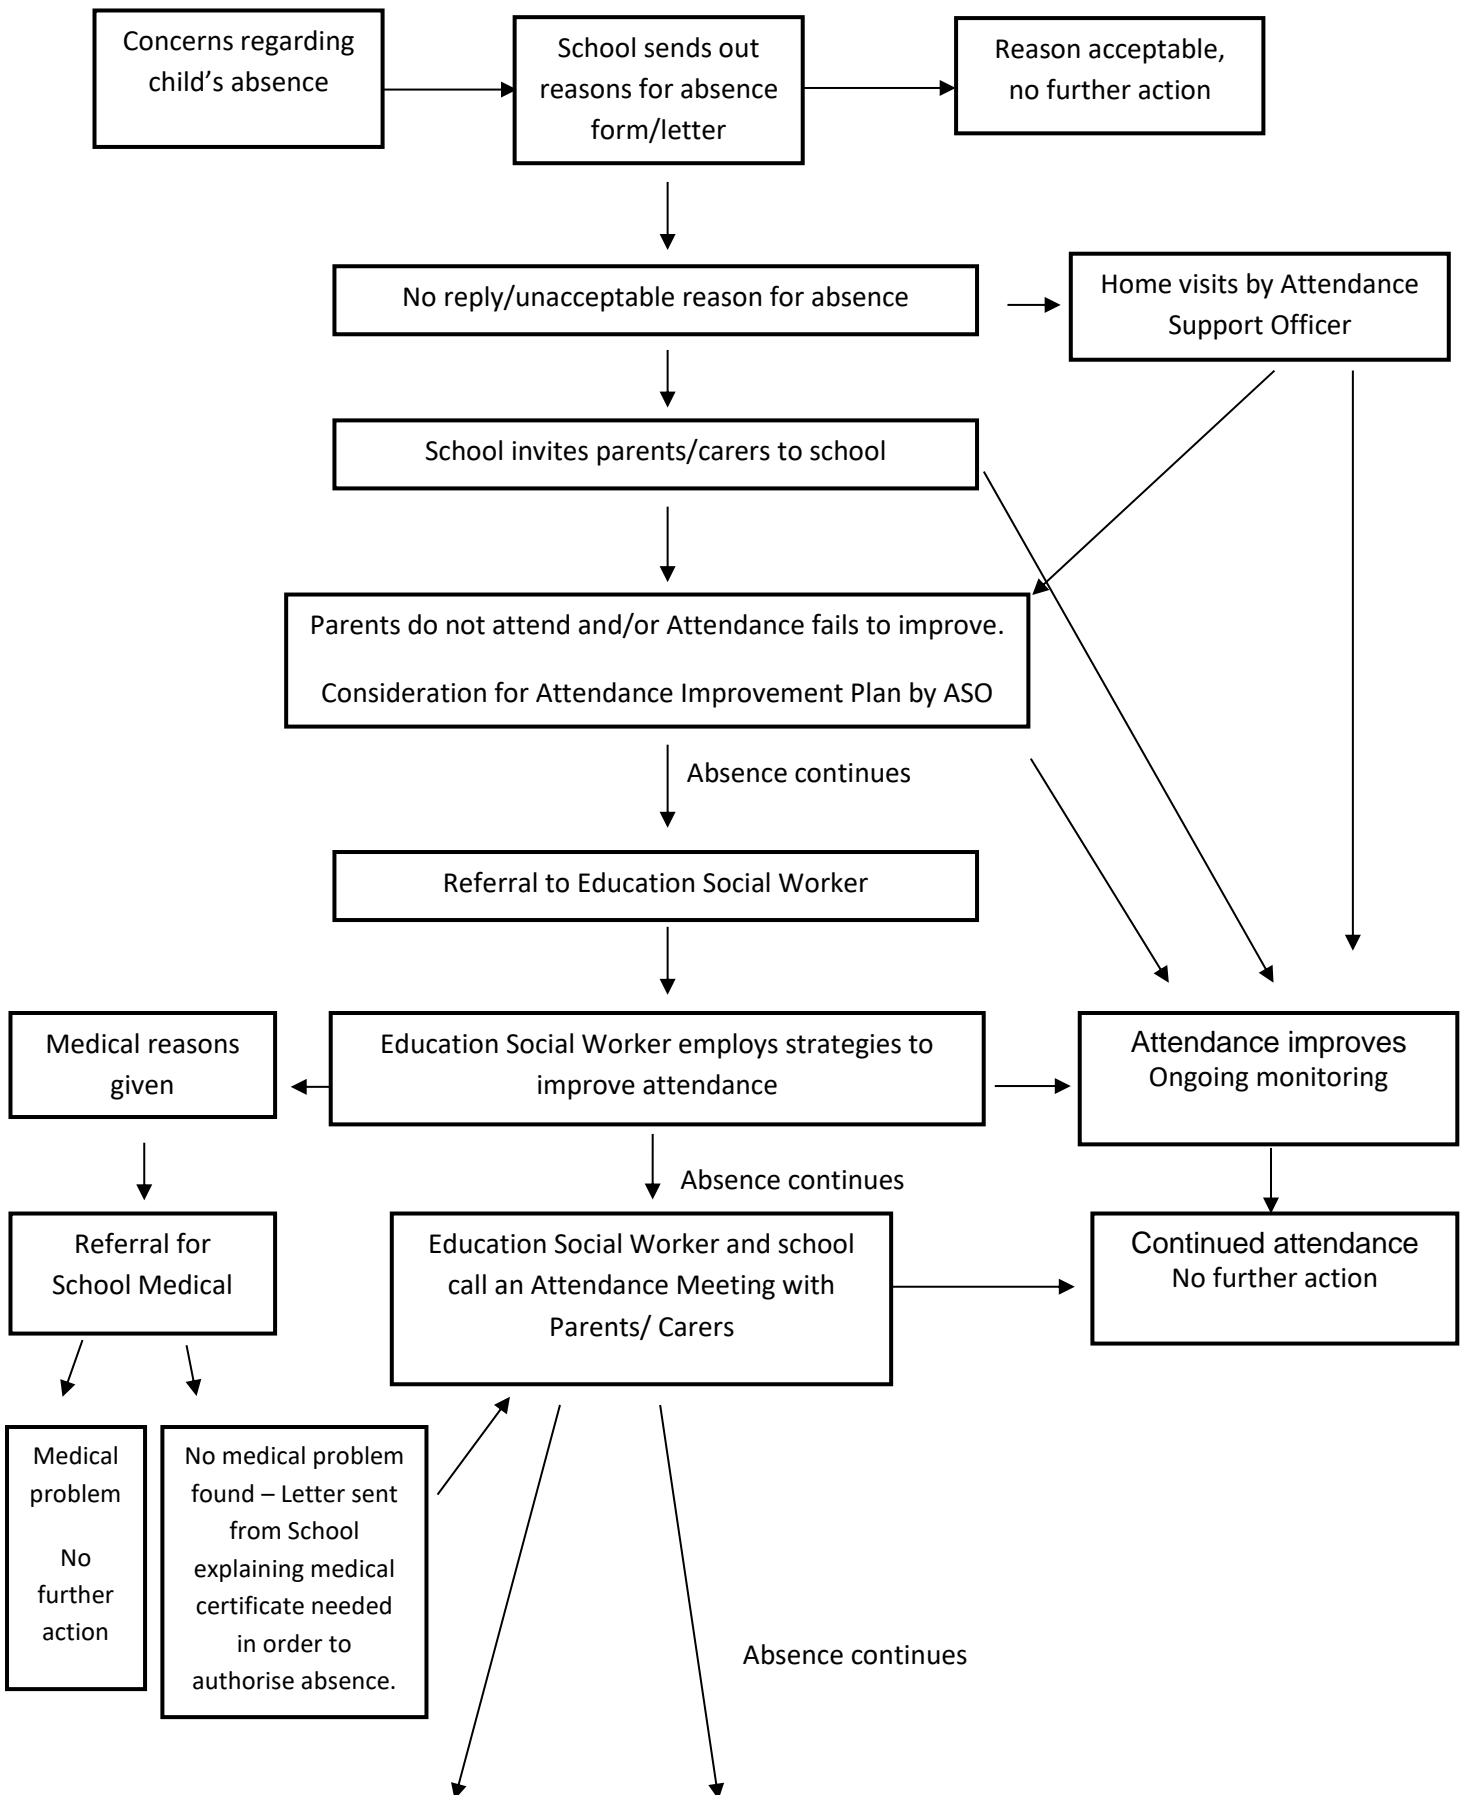 Concerns regarding
child’s absence
School sends out
reasons for absence
form/letter
Reason acceptable,
no further action
No reply/unacceptable reason for absence
Home visits by Attendance
Support Officer
School invites parents/carers to school
Parents do not attend and/or Attendance fails to improve.
Consideration for Attendance Improvement Plan by ASO
Absence continues
Referral to Education Social Worker
Medical reasons
given
Education Social Worker employs strategies to
improve attendance
Attendance improves
Ongoing monitoring
Absence continues
Referral for
School Medical
Education Social Worker and school
call an Attendance Meeting with
Parents/ Carers
Continued attendance
No further action
Medical
problem
No
further
action
No medical problem
found – Letter sent
from School
explaining medical
certificate needed
in order to
authorise absence.
Absence continues